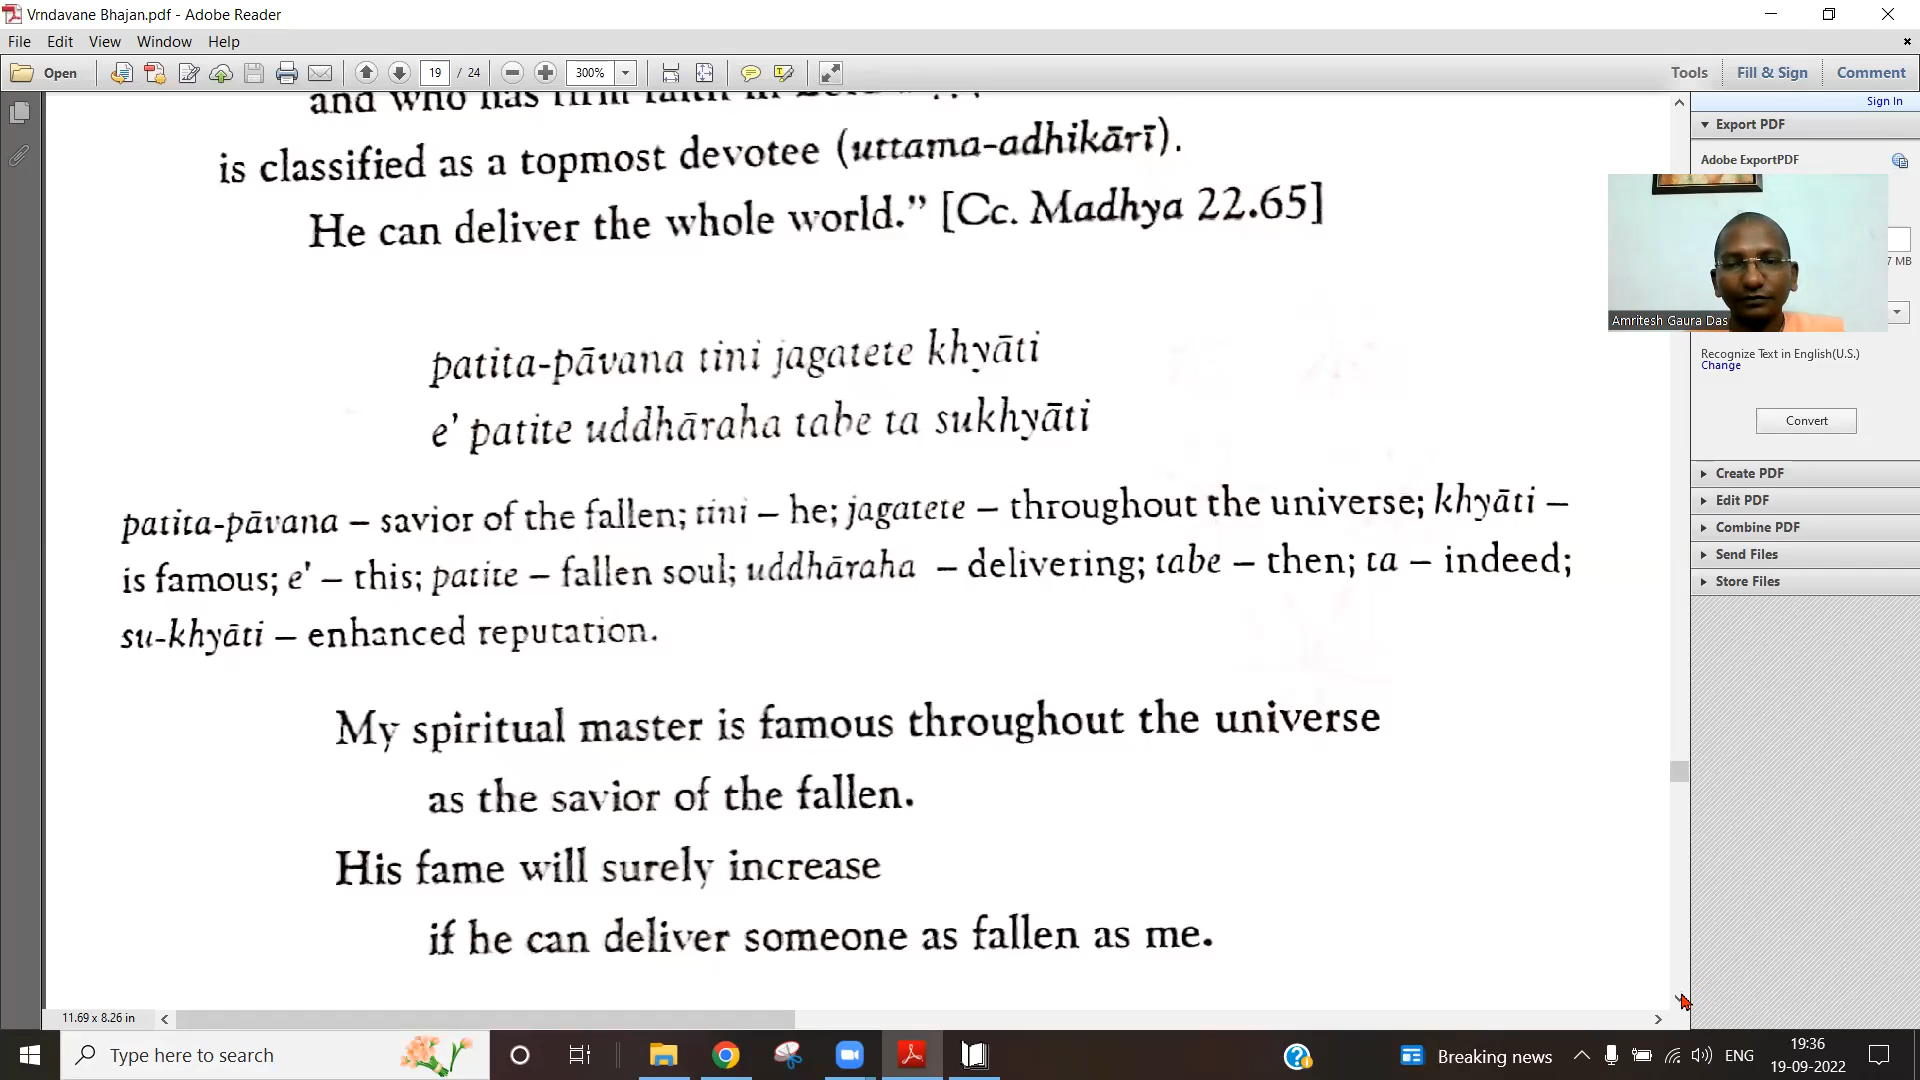 Vrndavane Bhajan.pdf - Adobe Reader
File Edit View Window Help
Open 19 / 24 300% Tools Fill & Sign Comment
Sign In
Export PDF
Adobe ExportPDF
7 MB
Amritesh Gaura Das
Recognize Text in English(U.S.)
Change
Convert
Create PDF
Edit PDF
Combine PDF
Send Files
Store Files
and who has firm faith in
is classified as a topmost devotee (uttama-adhikārī).
He can deliver the whole world.” [Cc. Madhya 22.65]
patita-pāvana tini jagatete khyāti
e' patite uddhāraha tabe ta sukhyāti
patita-pāvana – savior of the fallen; tini – he; jagatete – throughout the universe; khyāti –
is famous; e' – this; patite – fallen soul; uddhāraha – delivering; tabe – then; ta – indeed;
su-khyāti – enhanced reputation.
My spiritual master is famous throughout the universe
as the savior of the fallen.
His fame will surely increase
if he can deliver someone as fallen as me.
11.69 x 8.26 in
Type here to search
Breaking news
ENG
19:36
19-09-2022